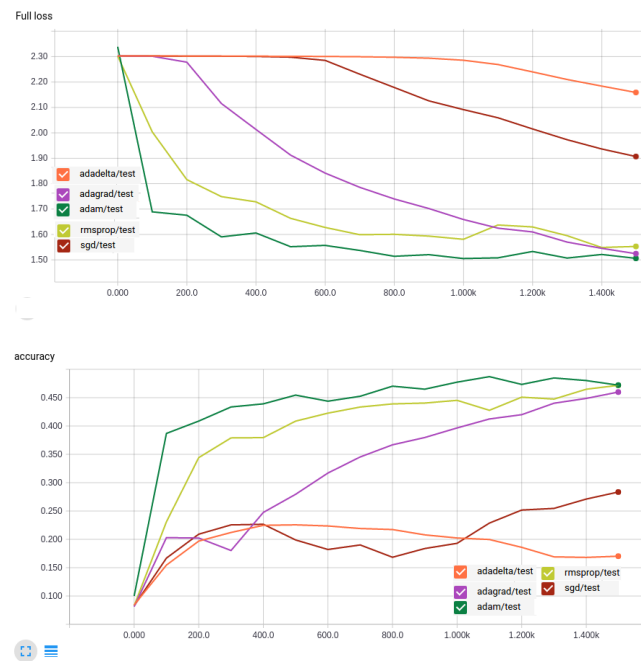 Full loss
2.30
2.20
2.10
2.00
1.90
1.80
1.70
1.60
1.50
adadelta/test
adagrad/test
adam/test
rmsprop/test
sgd/test
0.000 200.0 400.0 600.0 800.0 1.000k 1.200k 1.400k
accuracy
0.450
0.400
0.350
0.300
0.250
0.200
0.150
0.100
adadelta/test rmsprop/test
adagrad/test sgd/test
adam/test
0.000 200.0 400.0 600.0 800.0 1.000k 1.200k 1.400k